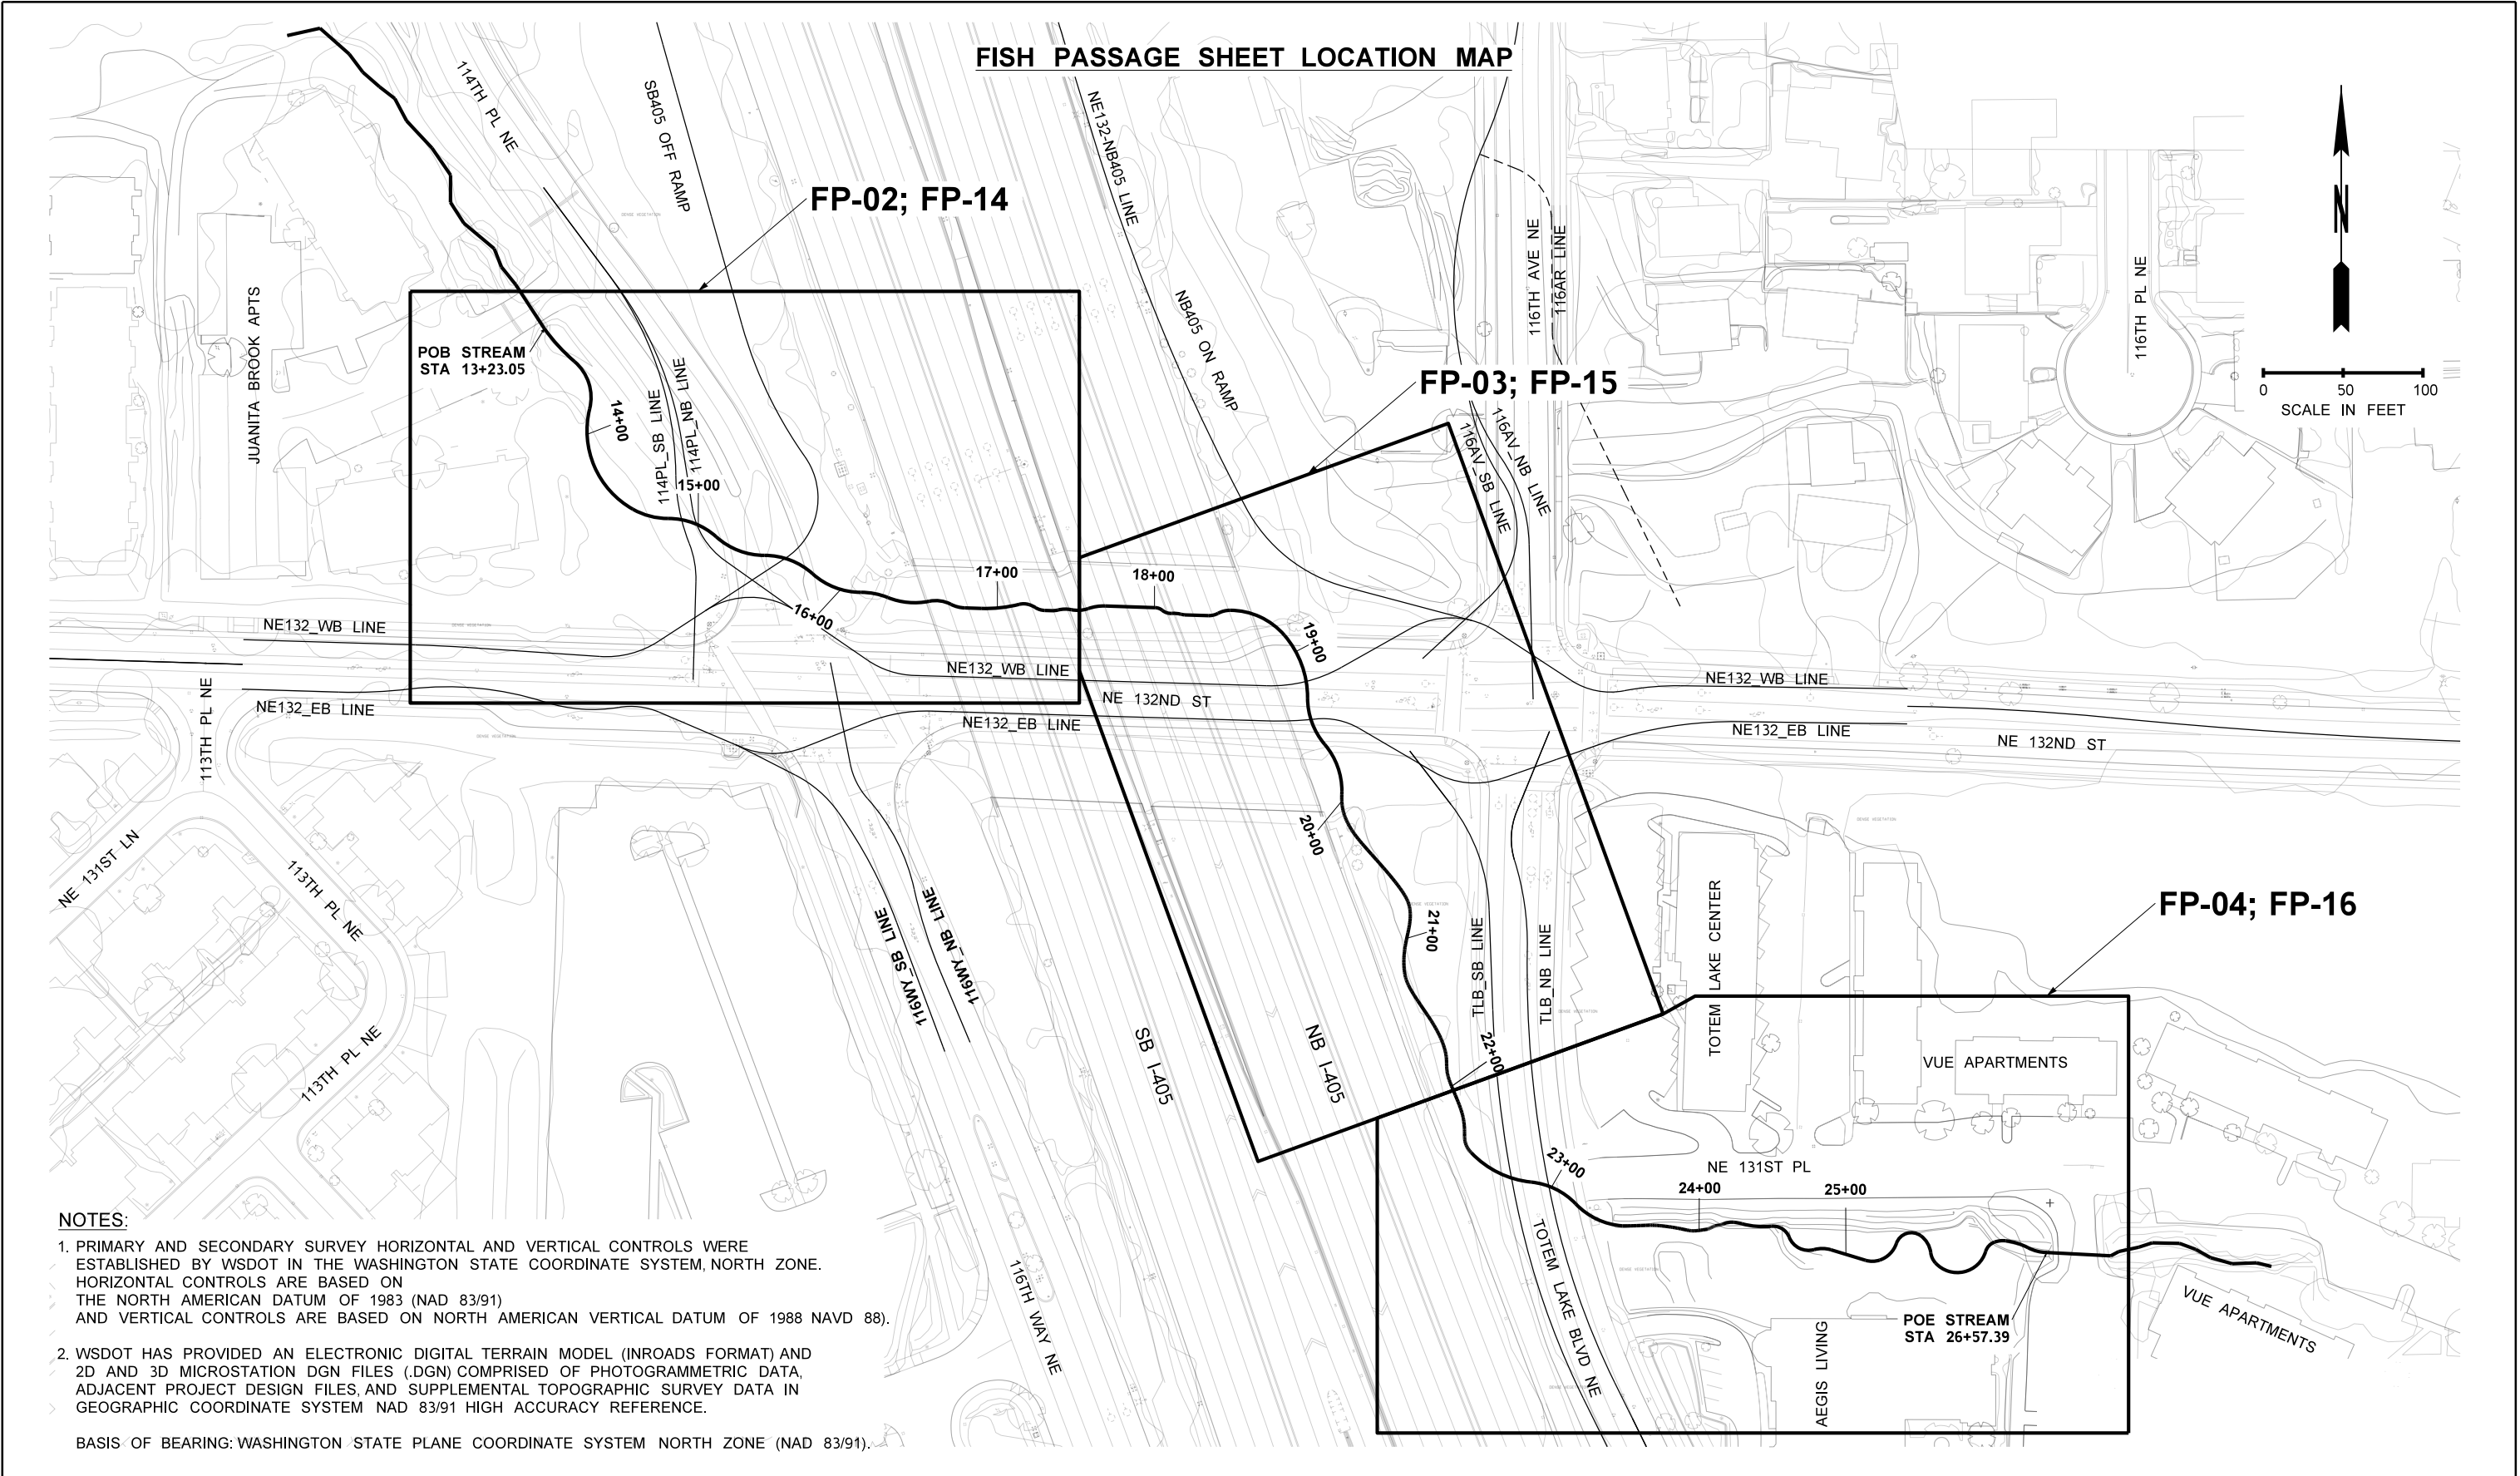 FISH PASSAGE SHEET LOCATION MAP
114TH PL NE
SB405 OFF RAMP
NE132-NB405 LINE
FP-02; FP-14
N
116TH AVE NE
116AR LINE
116TH PL NE
JUANITA BROOK APTS
NB405 ON RAMP
POB STREAM
STA 13+23.05
FP-03; FP-15
0 50 100
SCALE IN FEET
14+00
114PL_SB LINE
114PL_NB LINE
15+00
116AV_SB LINE
116AV_NB LINE
17+00
18+00
16+00
19+00
NE132_WB LINE
NE132_WB LINE
NE132_WB LINE
113TH PL NE
NE132_EB LINE
NE 132ND ST
NE132_EB LINE
NE132_EB LINE
NE 132ND ST
20+00
NE 131ST LN
113TH PL NE
116WY_SB LINE
116WY_NB LINE
21+00
TLB_SB LINE
TLB_NB LINE
TOTEM LAKE CENTER
FP-04; FP-16
113TH PL NE
SB I-405
NB I-405
22+00
VUE APARTMENTS
23+00
NE 131ST PL
24+00
25+00
TOTEM LAKE BLVD NE
116TH WAY NE
AEGIS LIVING
POE STREAM
STA 26+57.39
VUE APARTMENTS
NOTES:
1. PRIMARY AND SECONDARY SURVEY HORIZONTAL AND VERTICAL CONTROLS WERE
ESTABLISHED BY WSDOT IN THE WASHINGTON STATE COORDINATE SYSTEM, NORTH ZONE.
HORIZONTAL CONTROLS ARE BASED ON
THE NORTH AMERICAN DATUM OF 1983 (NAD 83/91)
AND VERTICAL CONTROLS ARE BASED ON NORTH AMERICAN VERTICAL DATUM OF 1988 NAVD 88).
2. WSDOT HAS PROVIDED AN ELECTRONIC DIGITAL TERRAIN MODEL (INROADS FORMAT) AND
2D AND 3D MICROSTATION DGN FILES (.DGN) COMPRISED OF PHOTOGRAMMETRIC DATA,
ADJACENT PROJECT DESIGN FILES, AND SUPPLEMENTAL TOPOGRAPHIC SURVEY DATA IN
GEOGRAPHIC COORDINATE SYSTEM NAD 83/91 HIGH ACCURACY REFERENCE.
BASIS OF BEARING: WASHINGTON STATE PLANE COORDINATE SYSTEM NORTH ZONE (NAD 83/91).